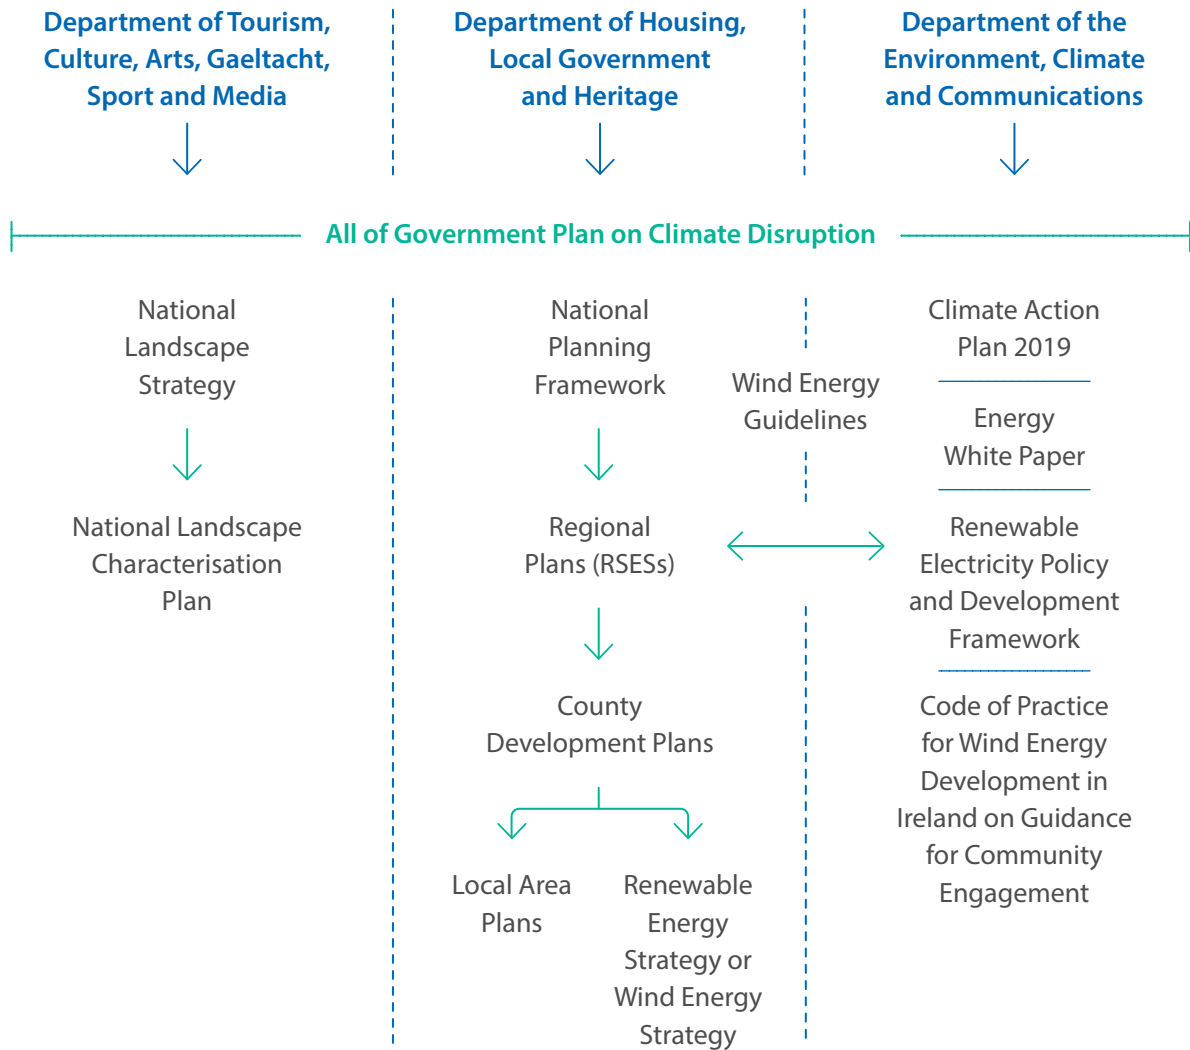 Department of Tourism,
Culture, Arts, Gaeltacht,
Sport and Media
Department of Housing,
Local Government
and Heritage
Department of the
Environment, Climate
and Communications
All of Government Plan on Climate Disruption
National
Landscape
Strategy
National Landscape
Characterisation
Plan
National
Planning
Framework
Regional
Plans (RSESs)
County
Development Plans
Local Area
Plans
Renewable
Energy
Strategy or
Wind Energy
Strategy
Wind Energy
Guidelines
Climate Action
Plan 2019
Energy
White Paper
Renewable
Electricity Policy
and Development
Framework
Code of Practice
for Wind Energy
Development in
Ireland on Guidance
for Community
Engagement